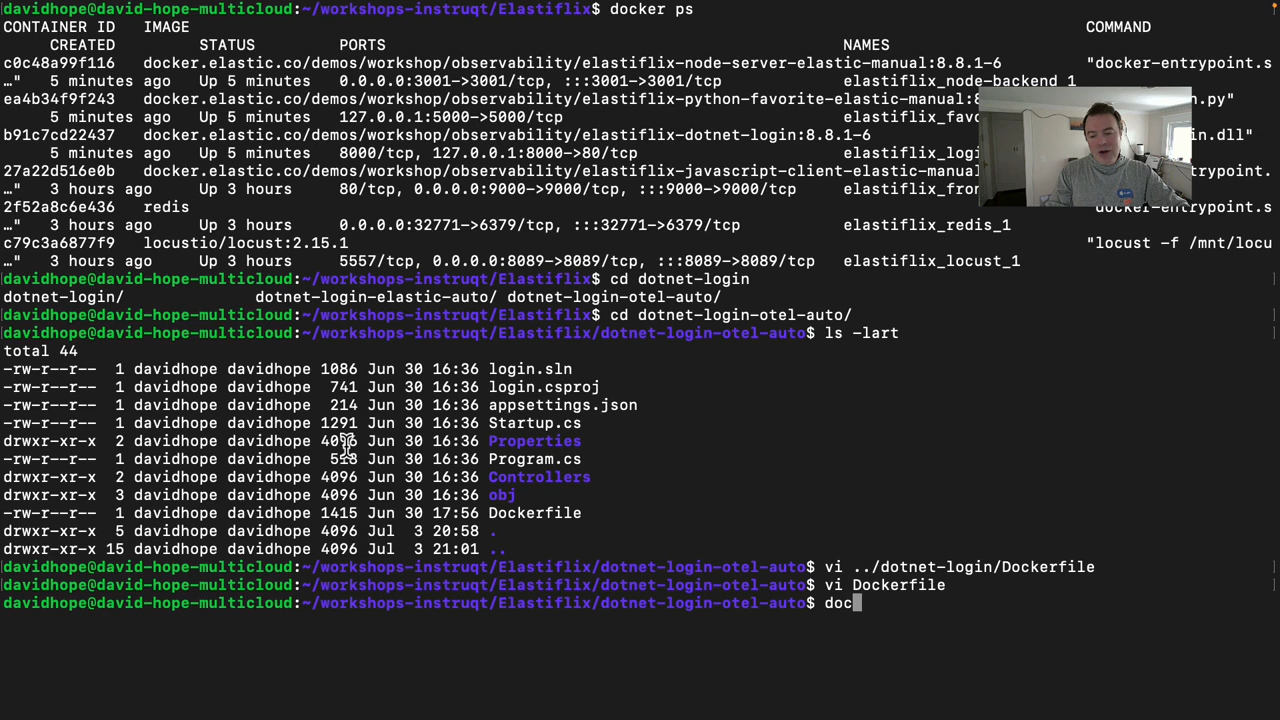 davidhope@david-hope-multicloud:~/workshops-instruqt/Elastiflix$ docker ps
CONTAINER ID   IMAGE   COMMAND
CREATED   STATUS   PORTS   NAMES
c0c48a99f116   docker.elastic.co/demos/workshop/observability/elastiflix-node-server-elastic-manual:8.8.1-6   "docker-entrypoint.s
…"   5 minutes ago   Up 5 minutes   0.0.0.0:3001->3001/tcp, :::3001->3001/tcp   elastiflix_node-backend_1
ea4b34f9f243   docker.elastic.co/demos/workshop/observability/elastiflix-python-favorite-elastic-manual:8   n.py"
5 minutes ago   Up 5 minutes   127.0.0.1:5000->5000/tcp   elastiflix_favo
b91c7cd22437   docker.elastic.co/demos/workshop/observability/elastiflix-dotnet-login:8.8.1-6   in.dll"
5 minutes ago   Up 5 minutes   8000/tcp, 127.0.0.1:8000->80/tcp   elastiflix_logi
27a22d516e0b   docker.elastic.co/demos/workshop/observability/elastiflix-javascript-client-elastic-manua   trypoint.
…"   3 hours ago   Up 3 hours   80/tcp, 0.0.0.0:9000->9000/tcp, :::9000->9000/tcp   elastiflix_fron
2f52a8c6e436   redis   "docker-entrypoint.s
…"   3 hours ago   Up 3 hours   0.0.0.0:32771->6379/tcp, :::32771->6379/tcp   elastiflix_redis_1
c79c3a6877f9   locustio/locust:2.15.1   "locust -f /mnt/locu
…"   3 hours ago   Up 3 hours   5557/tcp, 0.0.0.0:8089->8089/tcp, :::8089->8089/tcp   elastiflix_locust_1
davidhope@david-hope-multicloud:~/workshops-instruqt/Elastiflix$ cd dotnet-login
dotnet-login/   dotnet-login-elastic-auto/ dotnet-login-otel-auto/
davidhope@david-hope-multicloud:~/workshops-instruqt/Elastiflix$ cd dotnet-login-otel-auto/
davidhope@david-hope-multicloud:~/workshops-instruqt/Elastiflix/dotnet-login-otel-auto$ ls -lart
total 44
-rw-r--r-- 1 davidhope davidhope 1086 Jun 30 16:36 login.sln
-rw-r--r-- 1 davidhope davidhope 741 Jun 30 16:36 login.csproj
-rw-r--r-- 1 davidhope davidhope 214 Jun 30 16:36 appsettings.json
-rw-r--r-- 1 davidhope davidhope 1291 Jun 30 16:36 Startup.cs
drwxr-xr-x 2 davidhope davidhope 4096 Jun 30 16:36 Properties
-rw-r--r-- 1 davidhope davidhope Jun 30 16:36 Program.cs
drwxr-xr-x 2 davidhope davidhope 4096 Jun 30 16:36 Controllers
drwxr-xr-x 3 davidhope davidhope 4096 Jun 30 16:36 obj
-rw-r--r-- 1 davidhope davidhope 1415 Jun 30 17:56 Dockerfile
drwxr-xr-x 5 davidhope davidhope 4096 Jul 3 20:58 .
drwxr-xr-x 15 davidhope davidhope 4096 Jul 3 21:01 ..
davidhope@david-hope-multicloud:~/workshops-instruqt/Elastiflix/dotnet-login-otel-auto$ vi ../dotnet-login/Dockerfile
davidhope@david-hope-multicloud:~/workshops-instruqt/Elastiflix/dotnet-login-otel-auto$ vi Dockerfile
davidhope@david-hope-multicloud:~/workshops-instruqt/Elastiflix/dotnet-login-otel-auto$ doc